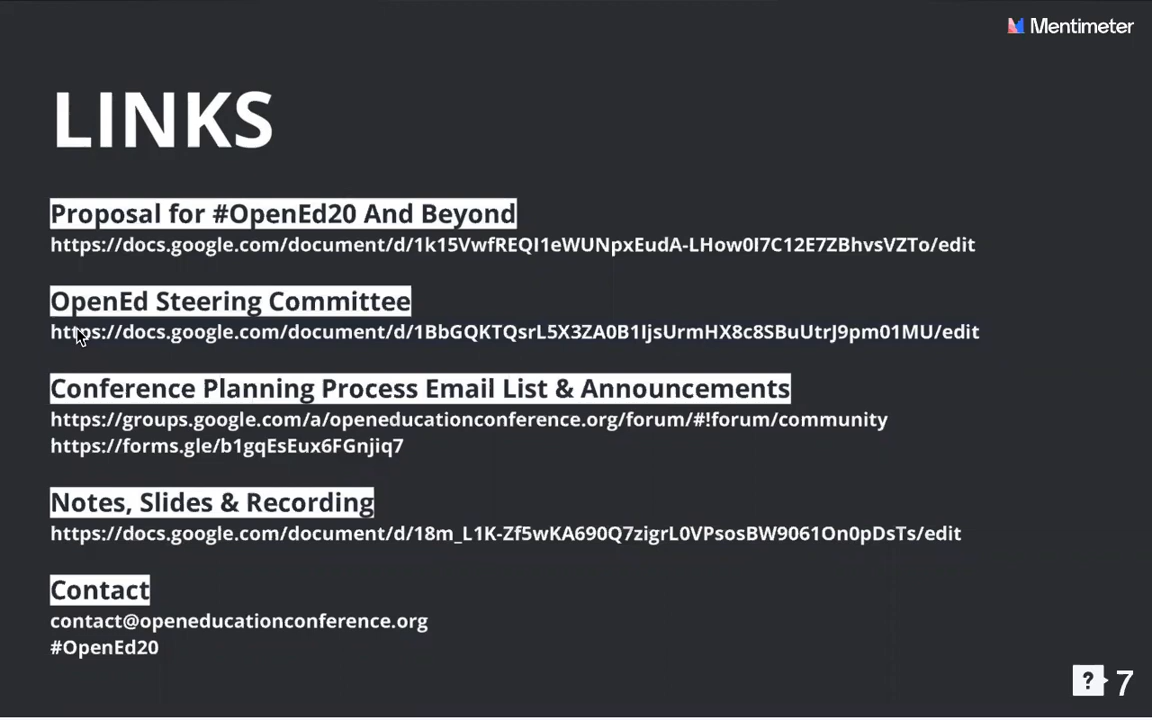 Mentimeter
LINKS
Proposal for #OpenEd20 And Beyond
https://docs.google.com/document/d/1k15VwfREQI1eWUNpxEudA-LHow0I7C12E7ZBhvsVZTo/edit
OpenEd Steering Committee
https://docs.google.com/document/d/1BbGQKTQsrL5X3ZA0B1IjsUrmHX8c8SBuUtrJ9pm01MU/edit
Conference Planning Process Email List & Announcements
https://groups.google.com/a/openeducationconference.org/forum/#!forum/community
https://forms.gle/b1gqEsEux6FGnjiq7
Notes, Slides & Recording
https://docs.google.com/document/d/18m_L1K-Zf5wKA690Q7zigrL0VPsosBW9061On0pDsTs/edit
Contact
contact@openeducationconference.org
#OpenEd20
? 7